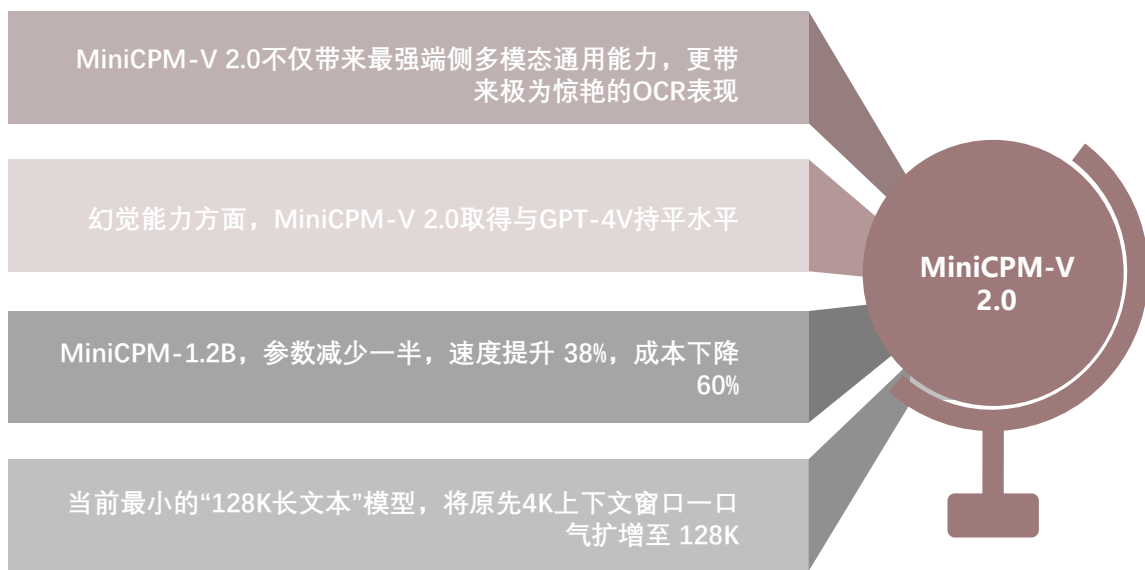 MiniCPM-V 2.0不仅带来最强端侧多模态通用能力，更带
来极为惊艳的OCR表现
幻觉能力方面，MiniCPM-V 2.0取得与GPT-4V持平水平
MiniCPM-1.2B，参数减少一半，速度提升 38%，成本下降
60%
当前最小的“128K长文本”模型，将原先4K上下文窗口一口
气扩增至 128K
MiniCPM-V
2.0